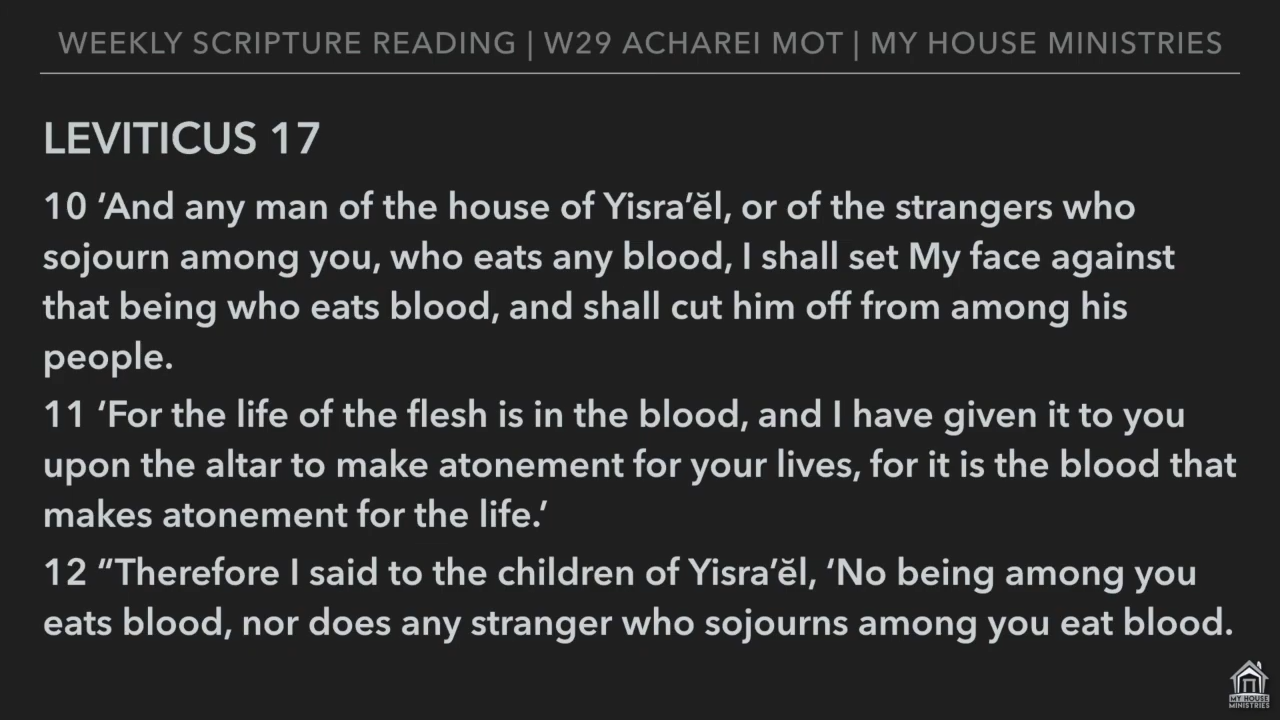 WEEKLY SCRIPTURE READING | W29 ACHAREI MOT | MY HOUSE MINISTRIES
LEVITICUS 17
10 ‘And any man of the house of Yisra’ĕl, or of the strangers who
sojourn among you, who eats any blood, I shall set My face against
that being who eats blood, and shall cut him off from among his
people.
11 ‘For the life of the flesh is in the blood, and I have given it to you
upon the altar to make atonement for your lives, for it is the blood that
makes atonement for the life.’
12 “Therefore I said to the children of Yisra’ĕl, ‘No being among you
eats blood, nor does any stranger who sojourns among you eat blood.
MY HOUSE
MINISTRIES